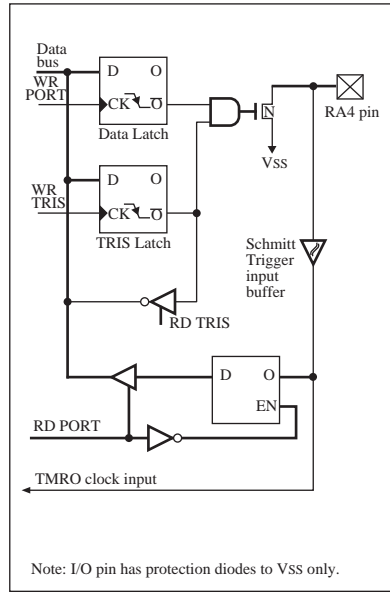 Data
bus
WR
PORT
D O
CK O
Data Latch
N
RA4 pin
VSS
WR
TRIS
D O
CK O
TRIS Latch
Schmitt
Trigger
input
buffer
RD TRIS
D O
EN
RD PORT
TMRO clock input
Note: I/O pin has protection diodes to VSS only.